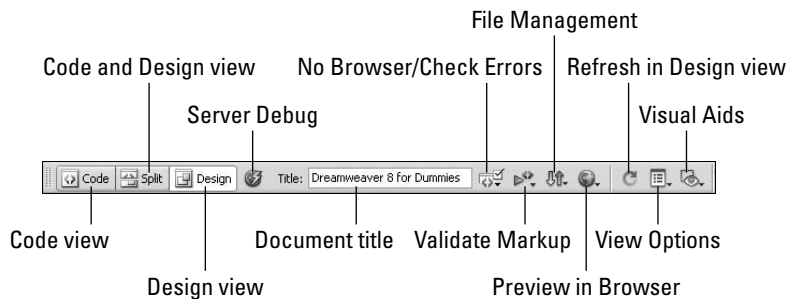 File Management
Code and Design view
No Browser/Check Errors
Refresh in Design view
Server Debug
Visual Aids
Code
Split
Design
Title:
Dreamweaver 8 for Dummies
Code view
Document title
Validate Markup
View Options
Design view
Preview in Browser